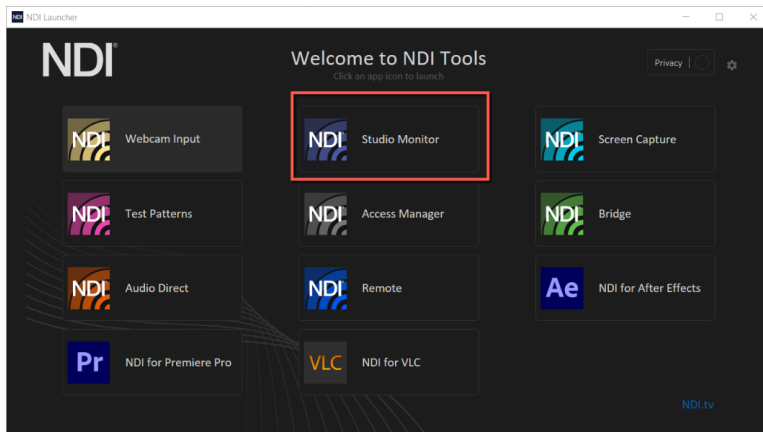 NDI Launcher
NDI®
Welcome to NDI Tools
Click an app icon to launch
Privacy
NDI Webcam Input
NDI Studio Monitor
NDI Screen Capture
NDI Test Patterns
NDI Access Manager
NDI Bridge
NDI Audio Direct
NDI Remote
Ae NDI for After Effects
Pr NDI for Premiere Pro
VLC NDI for VLC
NDI.tv